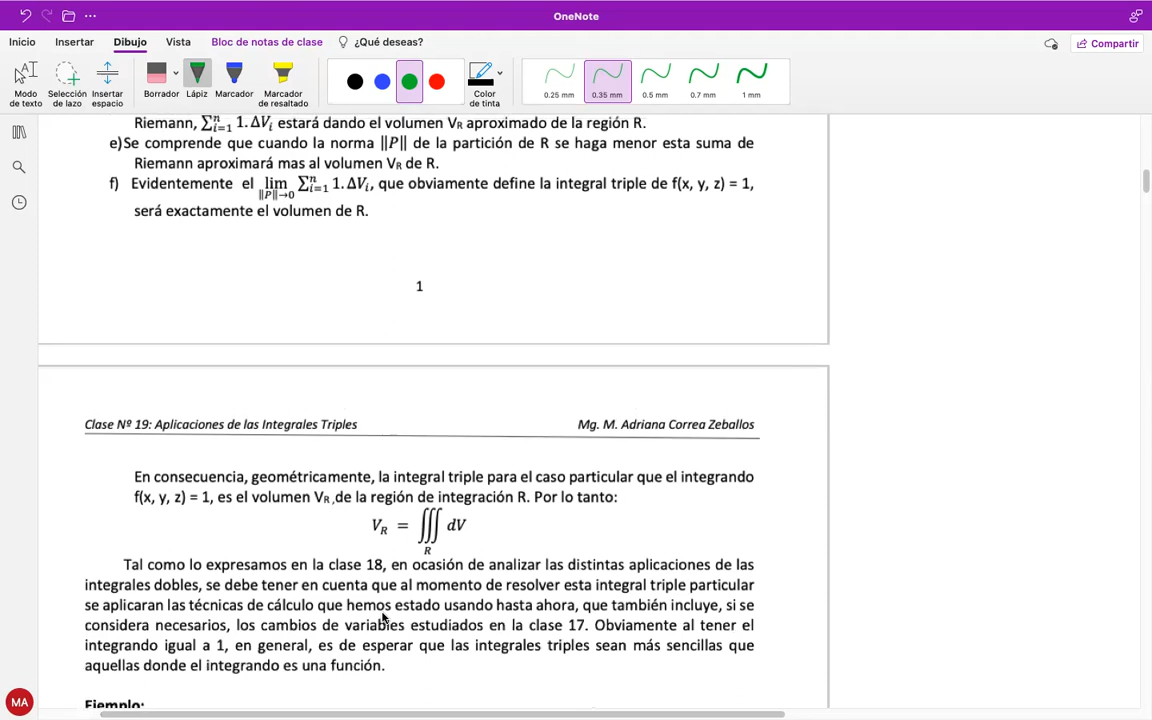 OneNote
Inicio Insertar Dibujo Vista Bloc de notas de clase ¿Qué deseas? Compartir
Modo de texto Selección de lazo Insertar espacio Borrador Lápiz Marcador Marcador de resaltado Color de tinta 0.25 mm 0.35 mm 0.5 mm 0.7 mm 1 mm
Riemann, ∑ⁿᵢ₌₁ 1.ΔVᵢ estará dando el volumen VR aproximado de la región R.
e)Se comprende que cuando la norma ‖P‖ de la partición de R se haga menor esta suma de
Riemann aproximará mas al volumen VR de R.
f) Evidentemente el lim ‖P‖→0 ∑ⁿᵢ₌₁ 1.ΔVᵢ, que obviamente define la integral triple de f(x, y, z) = 1,
será exactamente el volumen de R.
1
Clase Nº 19: Aplicaciones de las Integrales Triples Mg. M. Adriana Correa Zeballos
En consecuencia, geométricamente, la integral triple para el caso particular que el integrando
f(x, y, z) = 1, es el volumen VR ,de la región de integración R. Por lo tanto:
V_R = ∭_R dV
Tal como lo expresamos en la clase 18, en ocasión de analizar las distintas aplicaciones de las
integrales dobles, se debe tener en cuenta que al momento de resolver esta integral triple particular
se aplicaran las técnicas de cálculo que hemos estado usando hasta ahora, que también incluye, si se
considera necesarios, los cambios de variables estudiados en la clase 17. Obviamente al tener el
integrando igual a 1, en general, es de esperar que las integrales triples sean más sencillas que
aquellas donde el integrando es una función.
Ejemplo:
MA